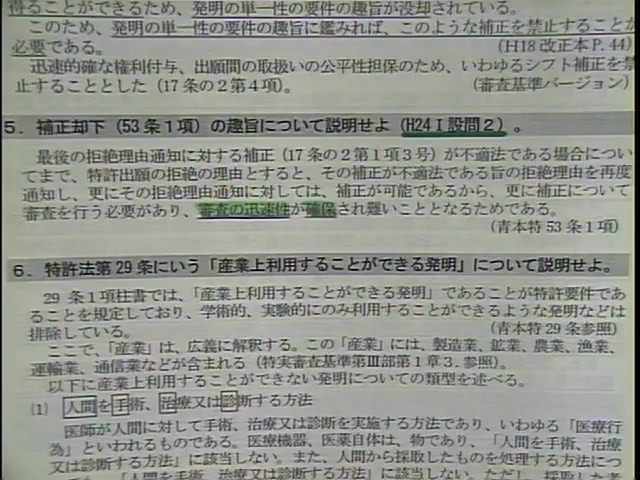 得ることができるため、発明の単一性の要件の趣旨が没却されている。
このため、発明の単一性の要件の趣旨に鑑みれば、このような補正を禁止することが
必要である。 (H18改正本P.44)
迅速的確な権利付与、出願間の取扱いの公平性担保のため、いわゆるシフト補正を禁
止することとした(17条の2第4項)。 (審査基準バージョン)
5．補正却下(53条1項)の趣旨について説明せよ(H24Ⅰ設問2)。
最後の拒絶理由通知に対する補正(17条の2第1項3号)が不適法である場合につい
てまで、特許出願の拒絶の理由とすると、その補正が不適法である旨の拒絶理由を再度
通知し、更にその拒絶理由通知に対しては、補正が可能であるから、更に補正について
審査を行う必要があり、審査の迅速性が確保され難いこととなるためである。
(青本特53条1項)
6．特許法第29条にいう「産業上利用することができる発明」について説明せよ。
29条1項柱書では、「産業上利用することができる発明」であることが特許要件であ
ることを規定しており、学術的、実験的にのみ利用することができるような発明などは
排除している。 (青本特29条参照)
ここで、「産業」は、広義に解釈する。この「産業」には、製造業、鉱業、農業、漁業、
運輸業、通信業などが含まれる(特実審査基準第Ⅲ部第1章3.参照)。
以下に産業上利用することができない発明についての類型を述べる。
(1) 人間を手術、治療又は診断する方法
医師が人間に対して手術、治療又は診断を実施する方法であり、いわゆる「医療行
為」といわれるものである。医療機器、医薬自体は、物であり、「人間を手術、治療
又は診断する方法」に該当しない。また、人間から採取したものを処理する方法につ
「人間を手術、治療又は診断する方法」に該当しない。ただし、採取した